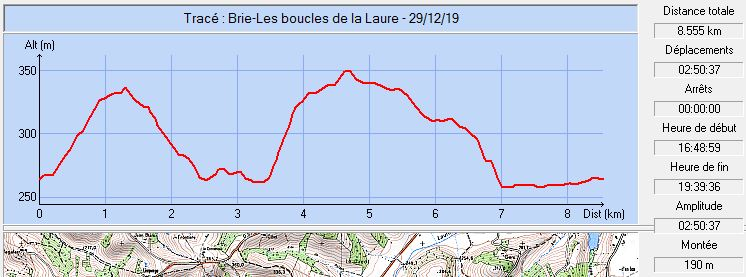 Tracé : Brie-Les boucles de la Laure - 29/12/19
Alt (m)
350
300
250
0 1 2 3 4 5 6 7 8 Dist (km)
Distance totale
8.555 km
Déplacements
02:50:37
Arrêts
00:00:00
Heure de début
16:48:59
Heure de fin
19:39:36
Amplitude
02:50:37
Montée
190 m